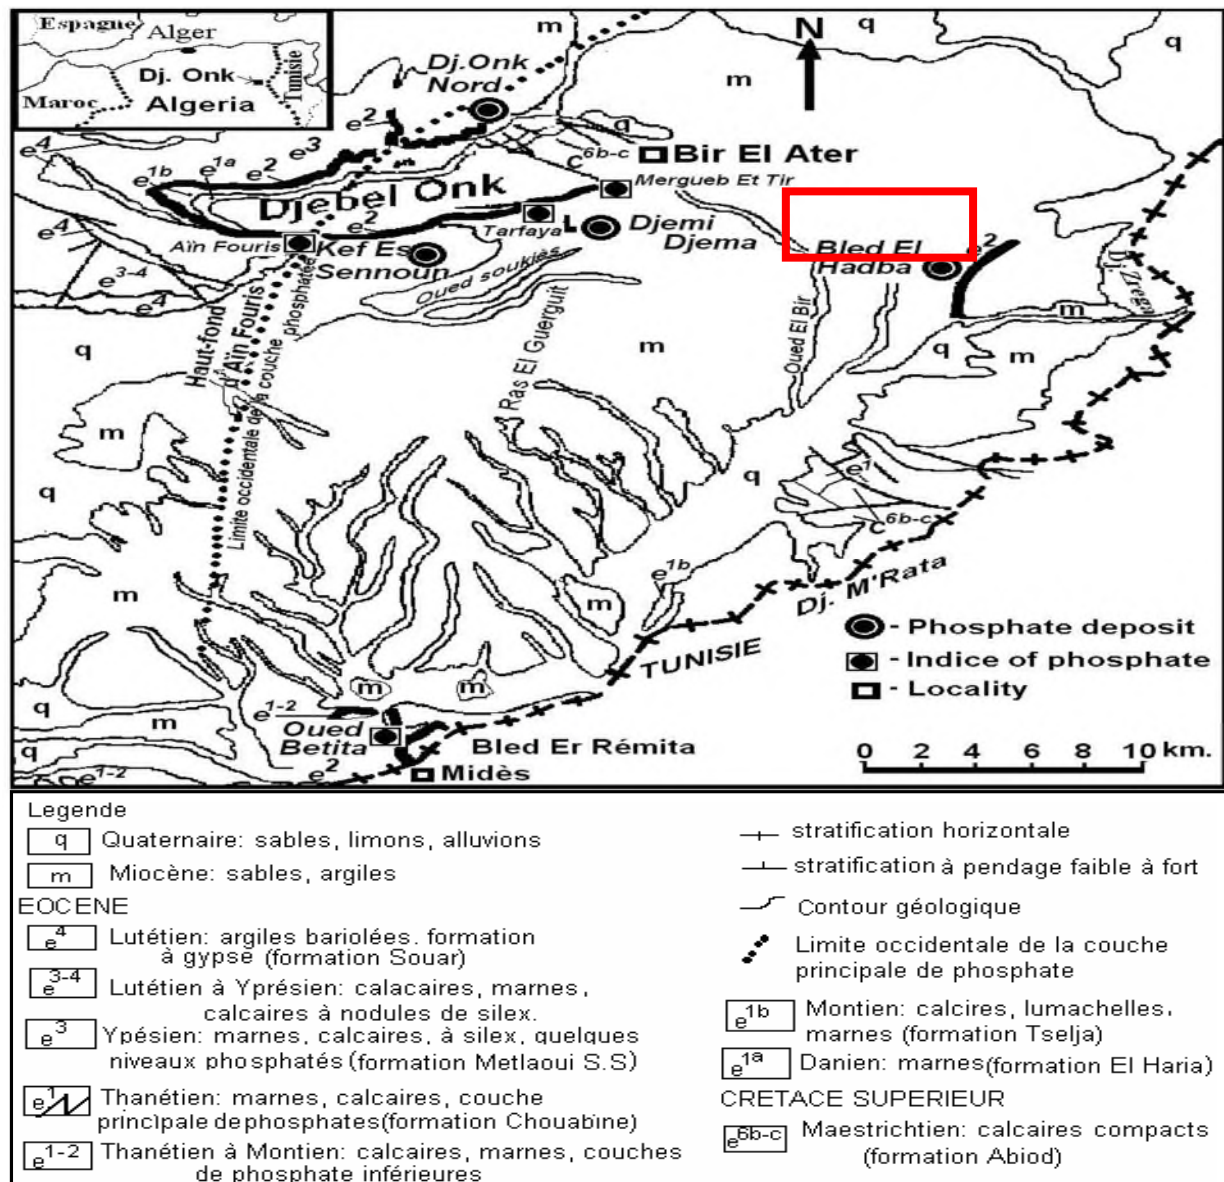 Espagne
Alger
Dj. Onk
Tunisie
Maroc
Algeria
m
q
q
N
m
Dj.Onk
Nord
e2
q
e4
e3
c6b-c
Bir El Ater
e1b
e1a
e2
Mergueb Et Tir
Djebel Onk
e4
e2
Tarfaya
Djemi
Djema
Bled El
Hadba
e2
Aïn Fouris
Kef Es
Sennoun
Oued soukiès
Dj. Zrega
e3-4
e4
m
q
Haut-fond
d'Aïn Fouris
Limite occidentale de la couche phosphatée
Ras El Guerguit
m
Oued El Bir
q
m
m
q
q
e1
c6b-c
e1b
m
m
Dj. M'Rata
- Phosphate deposit
TUNISIE
- Indice of phosphate
- Locality
m
m
q
e1-2
m
Oued
Betita
q
Bled Er Rémita
0 2 4 6 8 10 km.
e1-2
e2
Midès
Legende
q Quaternaire: sables, limons, alluvions
m Miocène: sables, argiles
EOCENE
e4 Lutétien: argiles bariolées. formation
à gypse (formation Souar)
e3-4 Lutétien à Yprésien: calacaires, marnes,
calcaires à nodules de silex.
e3 Ypésien: marnes, calcaires, à silex, quelques
niveaux phosphatés (formation Metlaoui S.S)
e1 Thanétien: marnes, calcaires, couche
principale de phosphates (formation Chouabine)
e1-2 Thanétien à Montien: calcaires, marnes, couches
de phosphate inférieures
stratification horizontale
stratification à pendage faible à fort
Contour géologique
Limite occidentale de la couche
principale de phosphate
e1b Montien: calcires, lumachelles,
marnes (formation Tselja)
e1a Danien: marnes(formation El Haria)
CRETACE SUPERIEUR
e6b-c Maestrichtien: calcaires compacts
(formation Abiod)